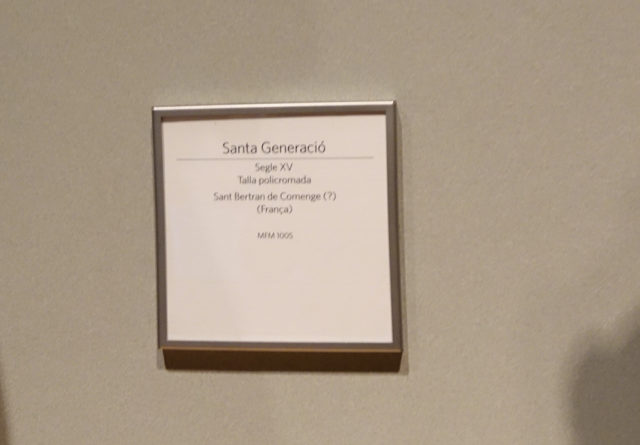 Santa Generació
Segle XV
Talla policromada
Sant Bertran de Comenge (?)
(França)
MFM 1005